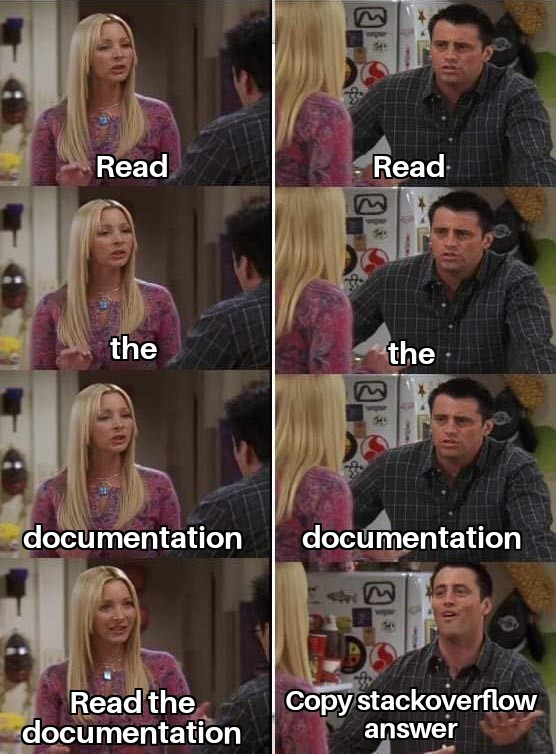 Read
Read
the
the
documentation
documentation
Read the
documentation
Copy stackoverflow
answer